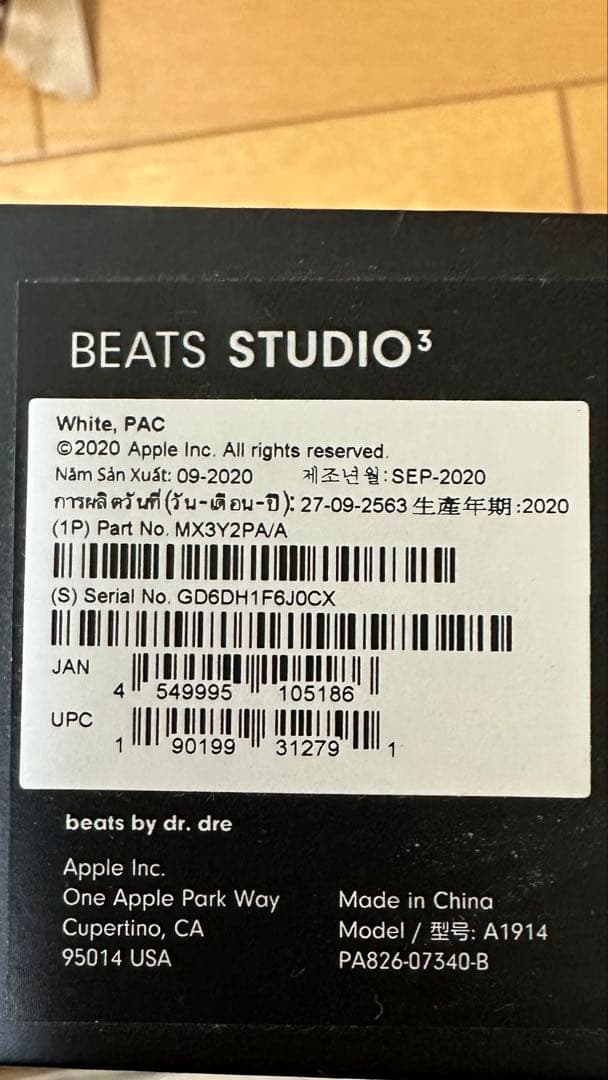 BEATS STUDIO³
White, PAC
©2020 Apple Inc. All rights reserved.
Năm Sản Xuất: 09-2020 제조년월:SEP-2020
การผลิตวันที่ (วัน-เดือน-ปี): 27-09-2563 生產年期:2020
(1P) Part No. MX3Y2PA/A
(S) Serial No. GD6DH1F6J0CX
JAN
4 549995 105186
UPC
1 90199 31279 1
beats by dr. dre
Apple Inc.
One Apple Park Way
Cupertino, CA
95014 USA
Made in China
Model / 型号: A1914
PA826-07340-B